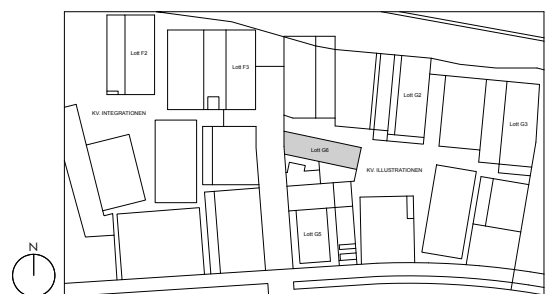 Lott F2
Lott F3
Lott G2
KV. INTEGRATIONEN
Lott G3
Lott G6
KV. ILLUSTRATIONEN
Lott G5
N